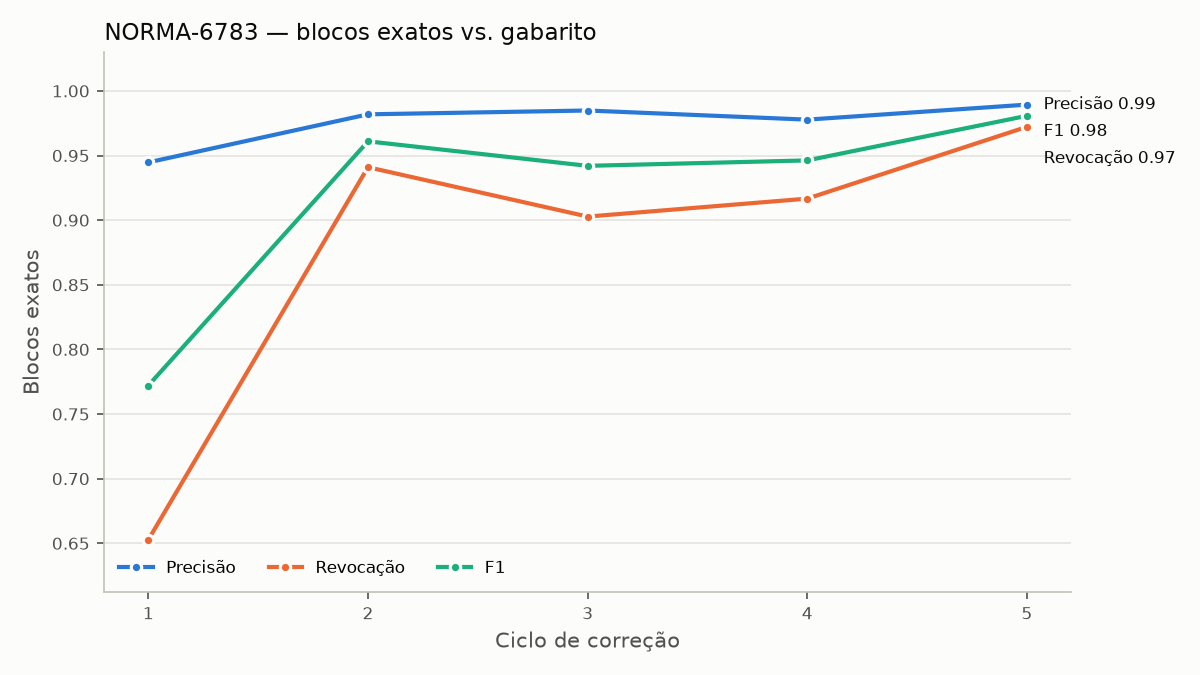 NORMA-6783 — blocos exatos vs. gabarito
Blocos exatos
1.00
0.95
0.90
0.85
0.80
0.75
0.70
0.65
Precisão 0.99
F1 0.98
Revocação 0.97
Precisão
Revocação
F1
1
2
3
4
5
Ciclo de correção